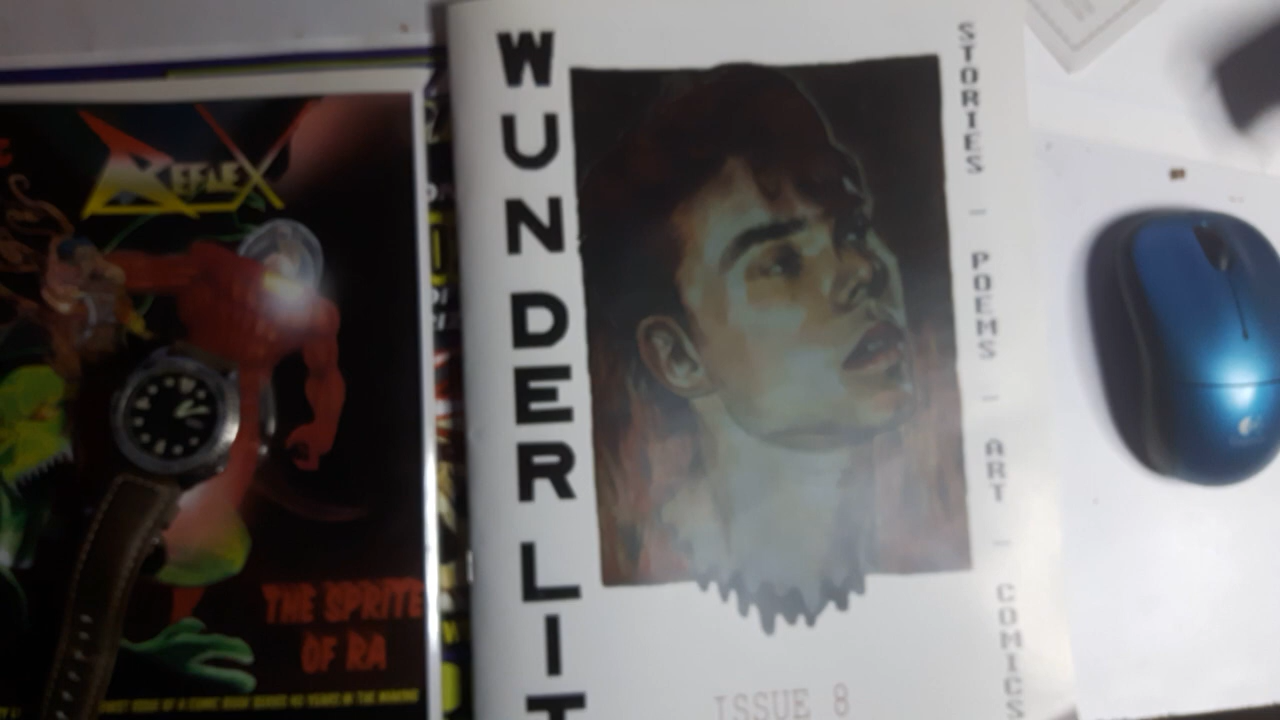 REFLEX
THE SPRITE
OF RA
WUNDERLIT
STORIES - POEMS - ART - COMICS
ISSUE 8